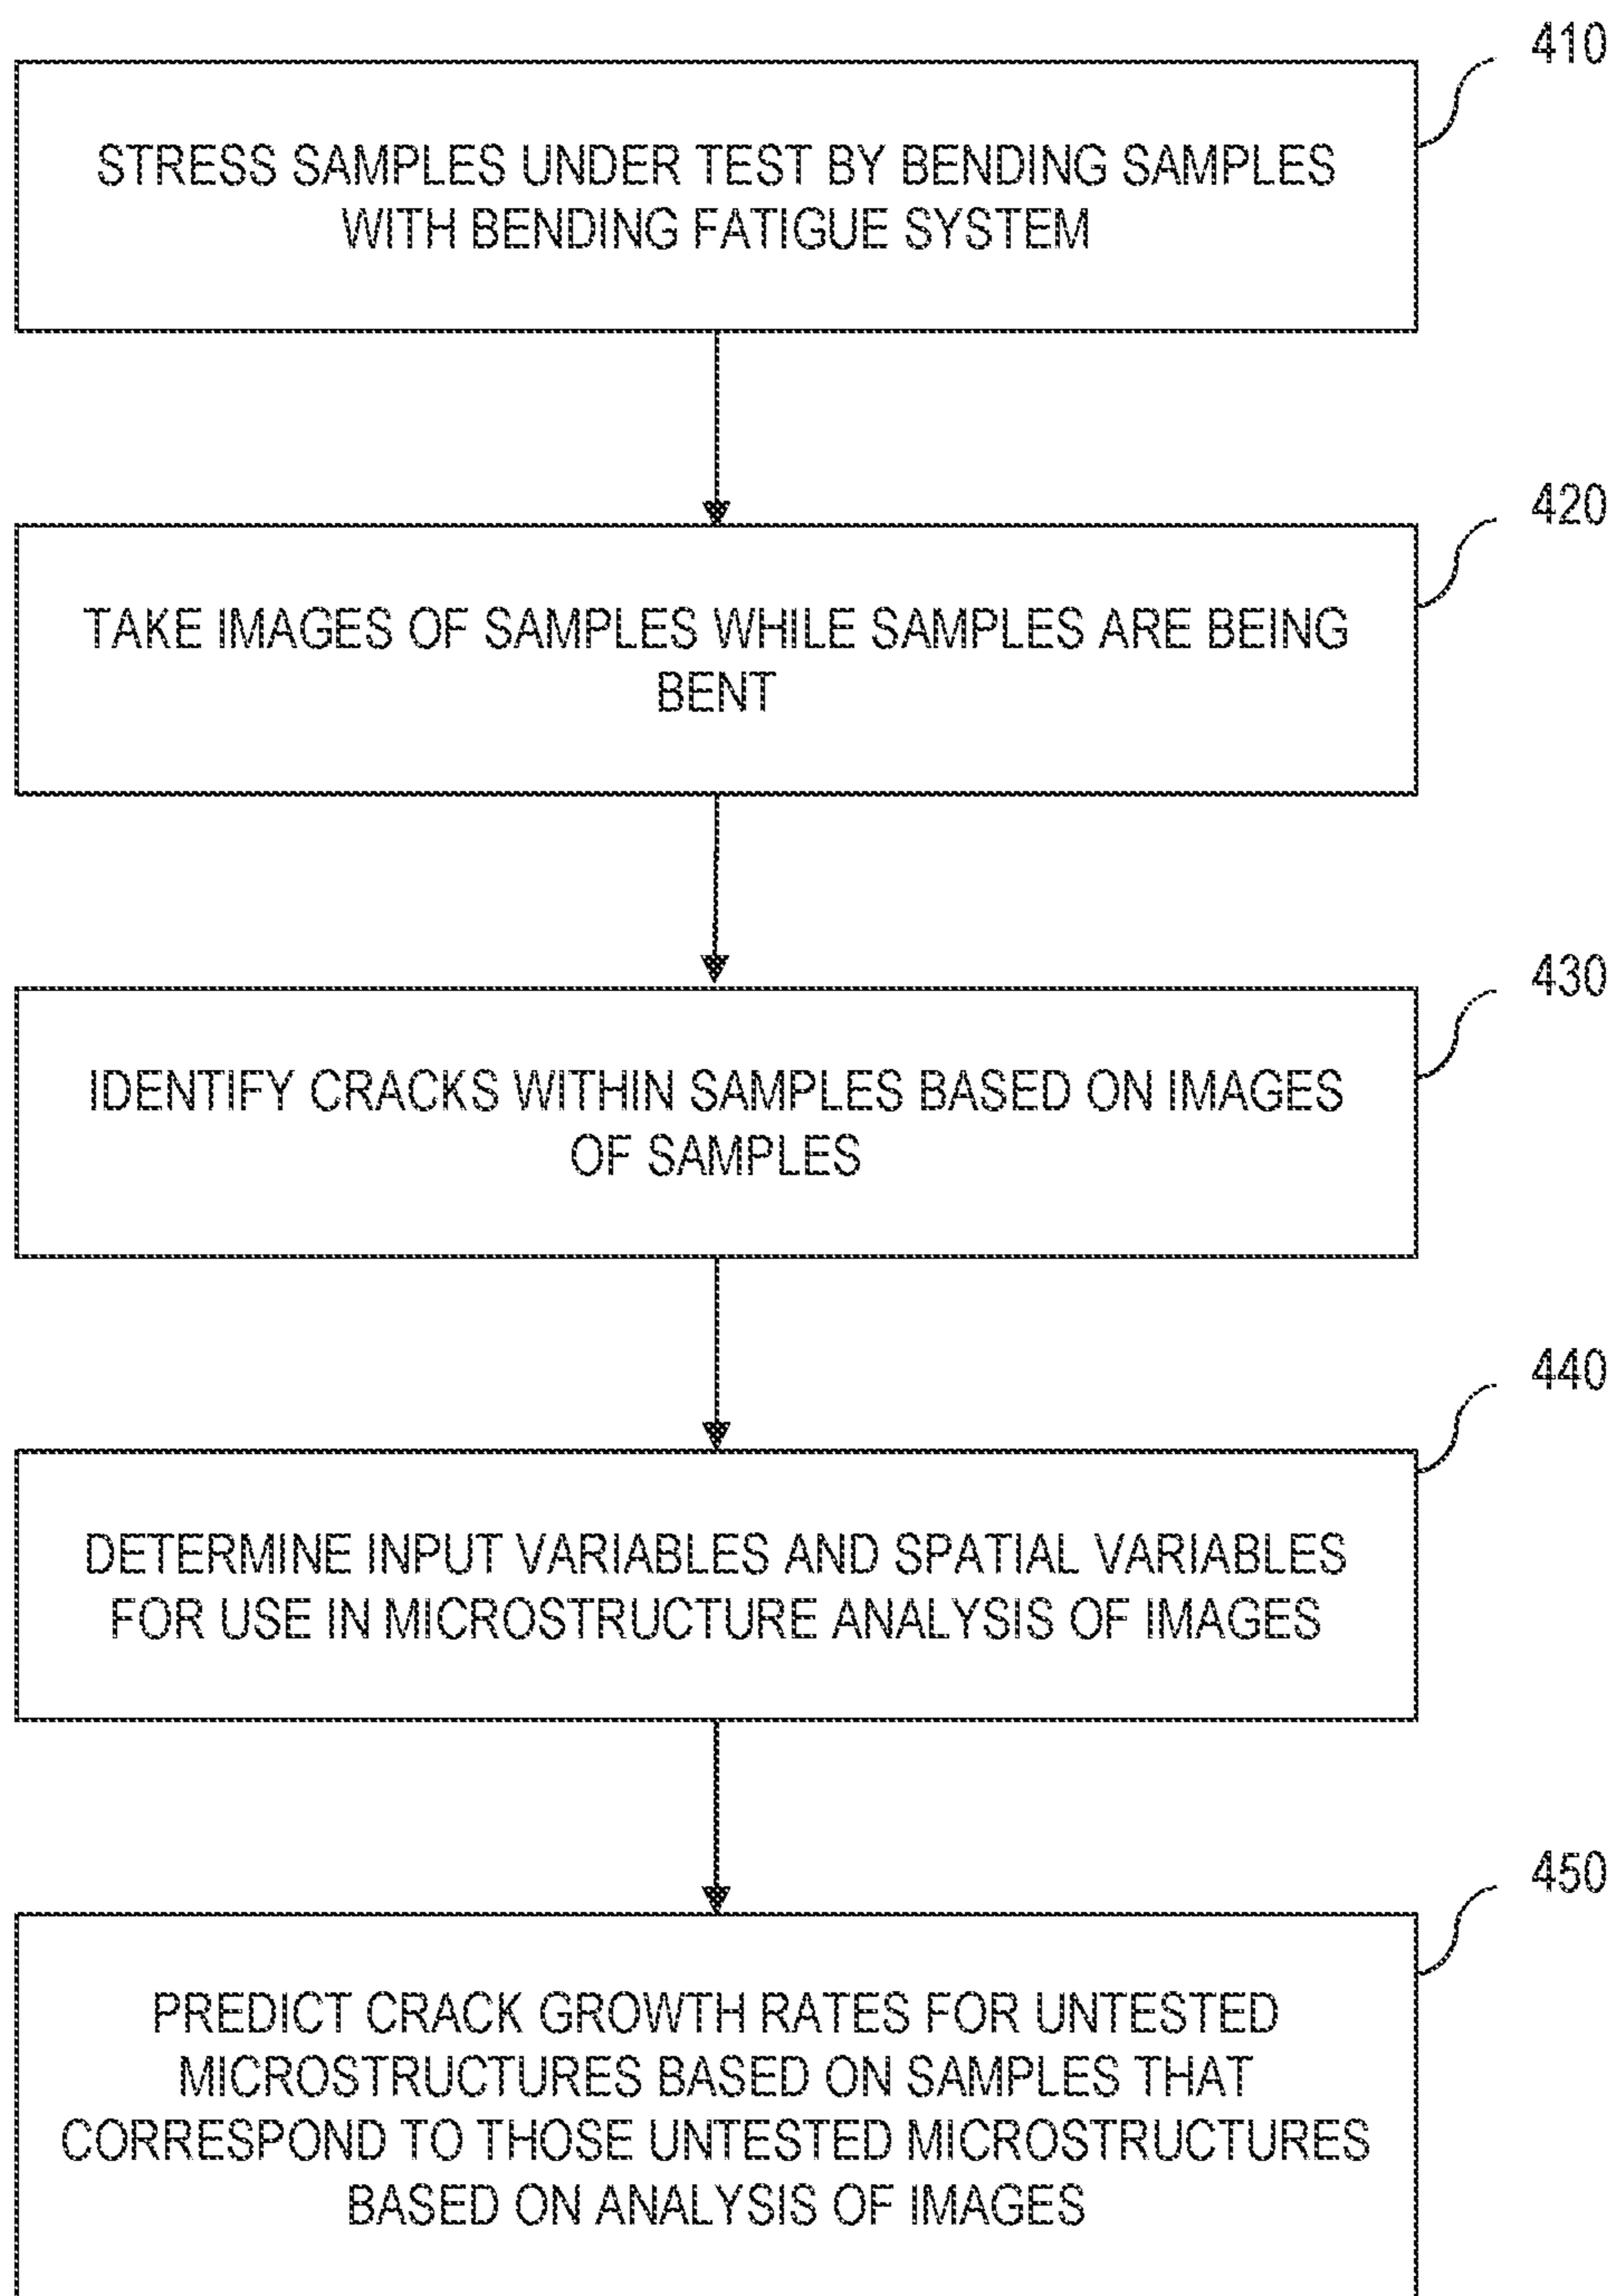 410
STRESS SAMPLES UNDER TEST BY BENDING SAMPLES
WITH BENDING FATIGUE SYSTEM
420
TAKE IMAGES OF SAMPLES WHILE SAMPLES ARE BEING
BENT
430
IDENTIFY CRACKS WITHIN SAMPLES BASED ON IMAGES
OF SAMPLES
440
DETERMINE INPUT VARIABLES AND SPATIAL VARIABLES
FOR USE IN MICROSTRUCTURE ANALYSIS OF IMAGES
450
PREDICT CRACK GROWTH RATES FOR UNTESTED
MICROSTRUCTURES BASED ON SAMPLES THAT
CORRESPOND TO THOSE UNTESTED MICROSTRUCTURES
BASED ON ANALYSIS OF IMAGES